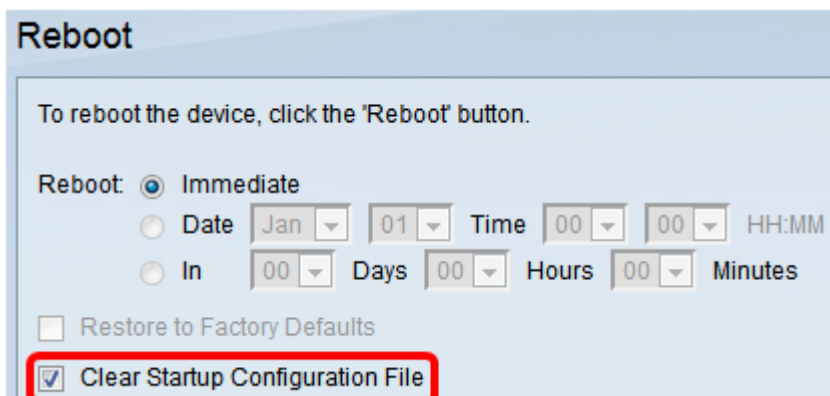 Reboot
To reboot the device, click the 'Reboot' button.
Reboot: Immediate
Date Jan 01 Time 00 00 HH:MM
In 00 Days 00 Hours 00 Minutes
Restore to Factory Defaults
Clear Startup Configuration File